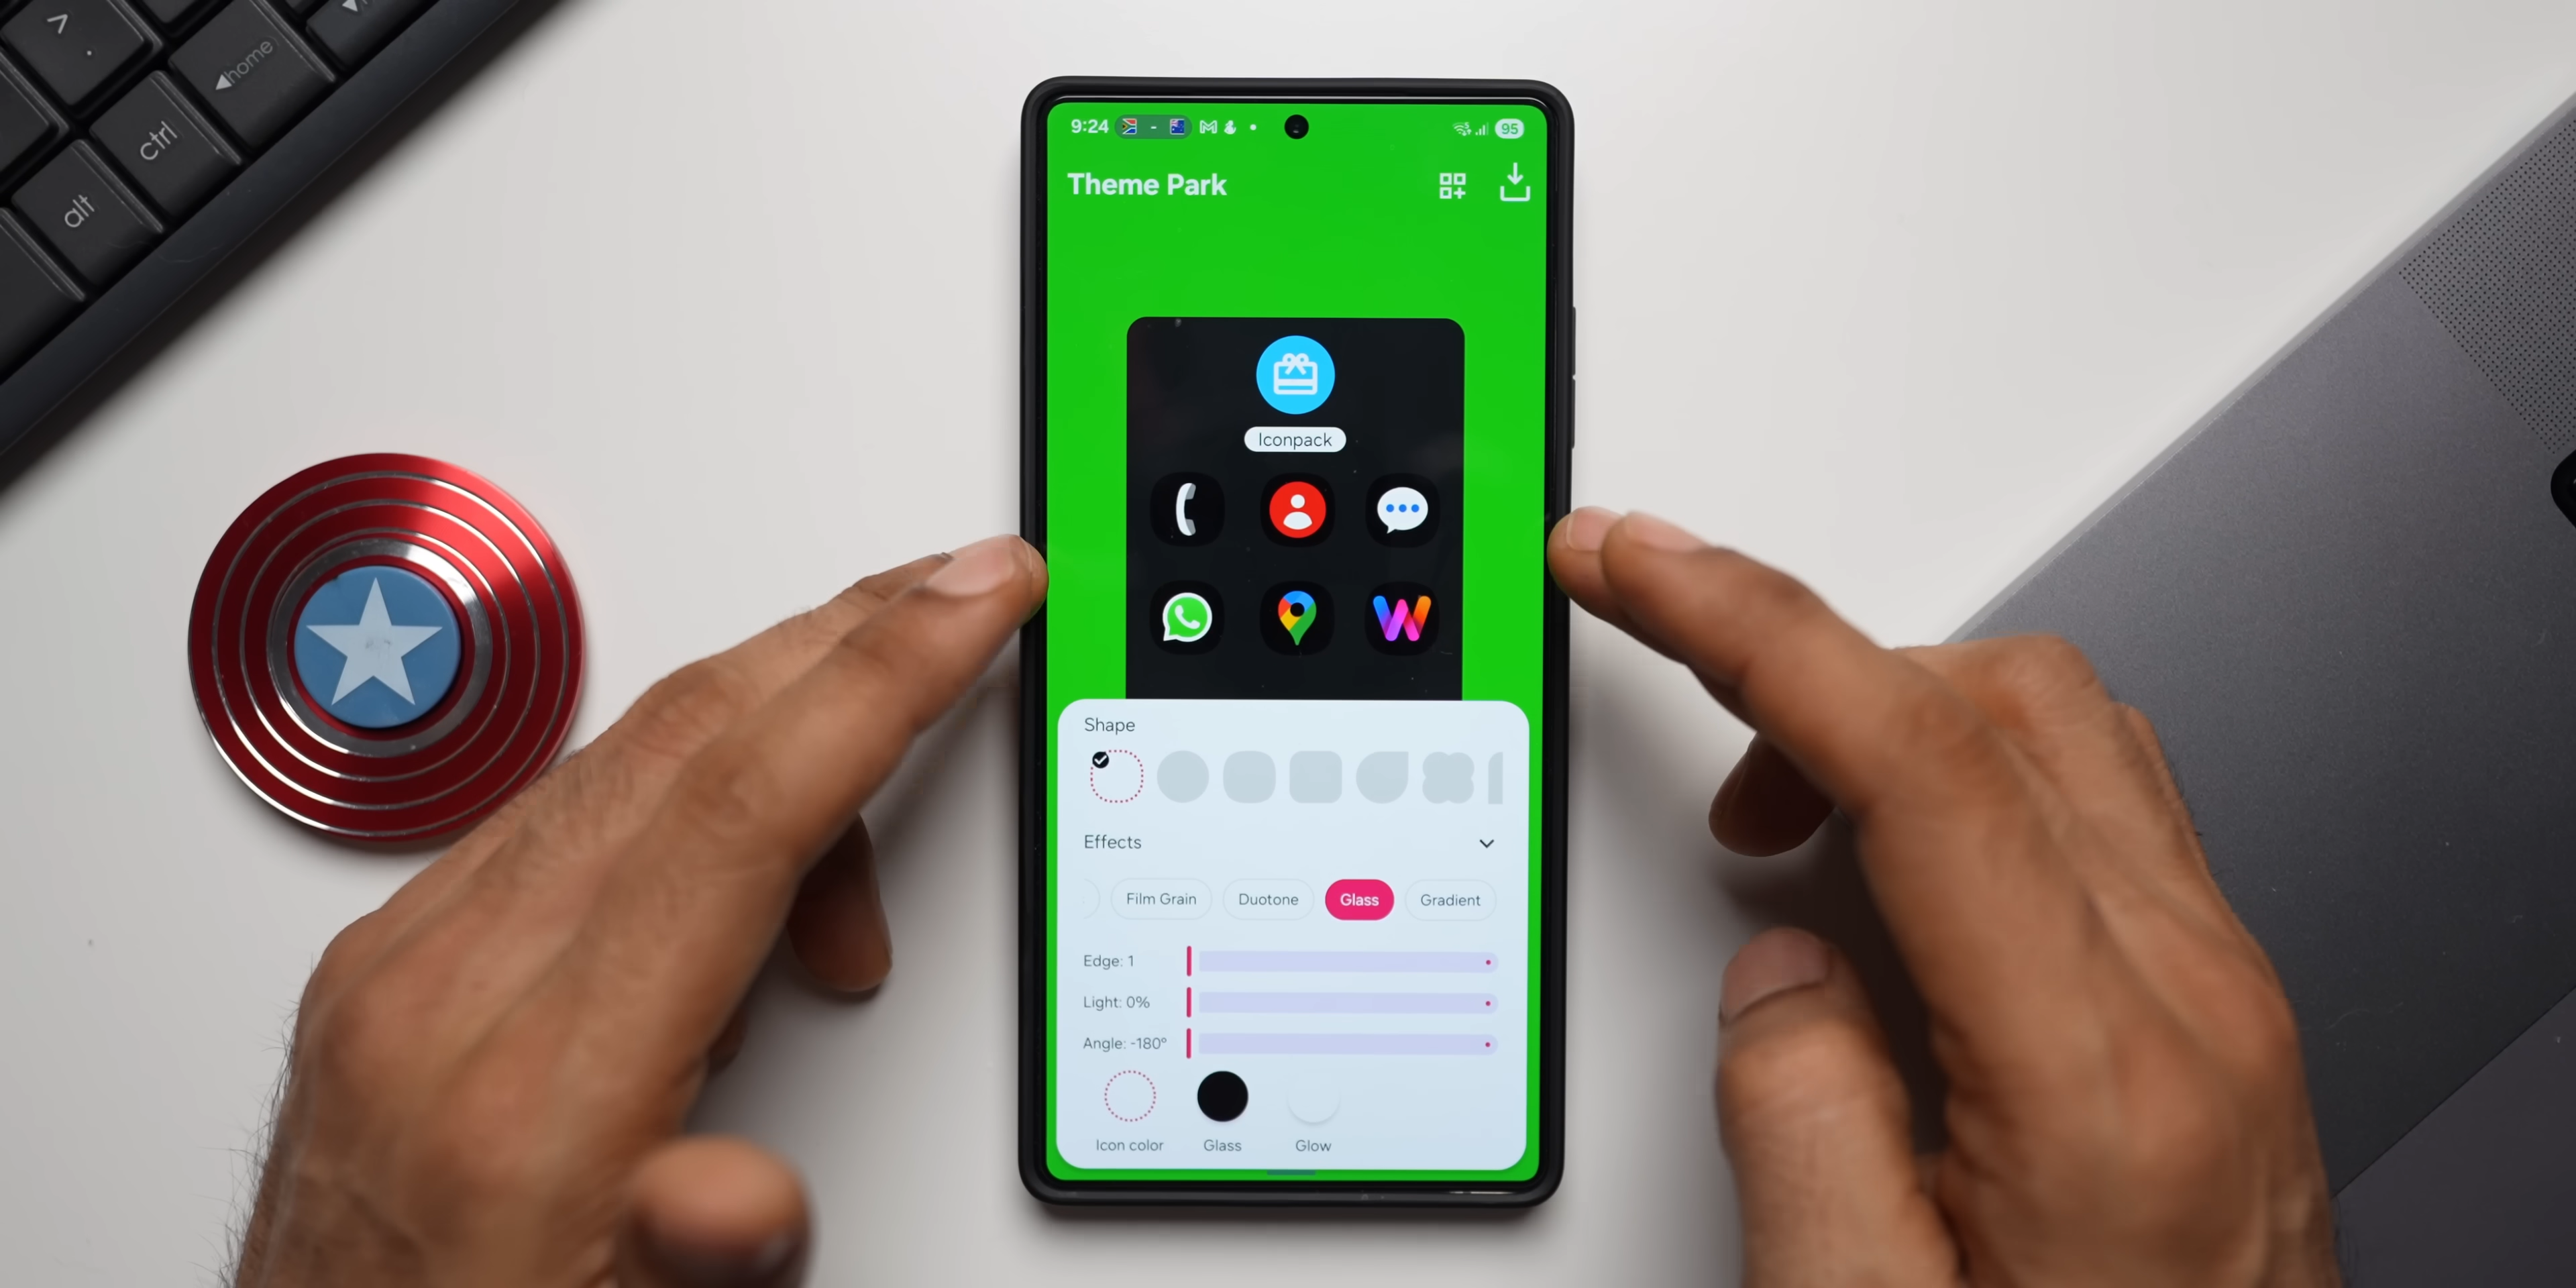 home
ctrl
alt
9:24 - 95
Theme Park
Iconpack
Shape
Effects
Film Grain Duotone Glass Gradient
Edge: 1
Light: 0%
Angle: -180°
Icon color Glass Glow